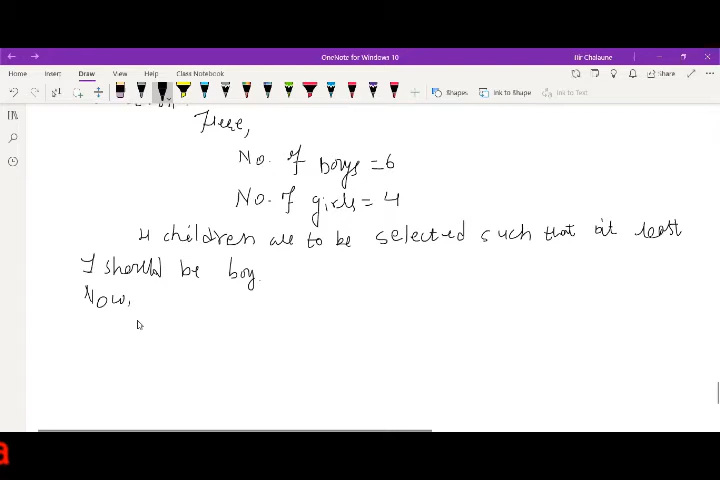 OneNote for Windows 10
Bir Chalaune
Home Insert Draw View Help Class Notebook
Share
Shapes Ink to Shape Ink to Text
Here,
No. of boys = 6
No. of girls = 4
4 children are to be selected such that at least
1 should be boy.
Now,
a